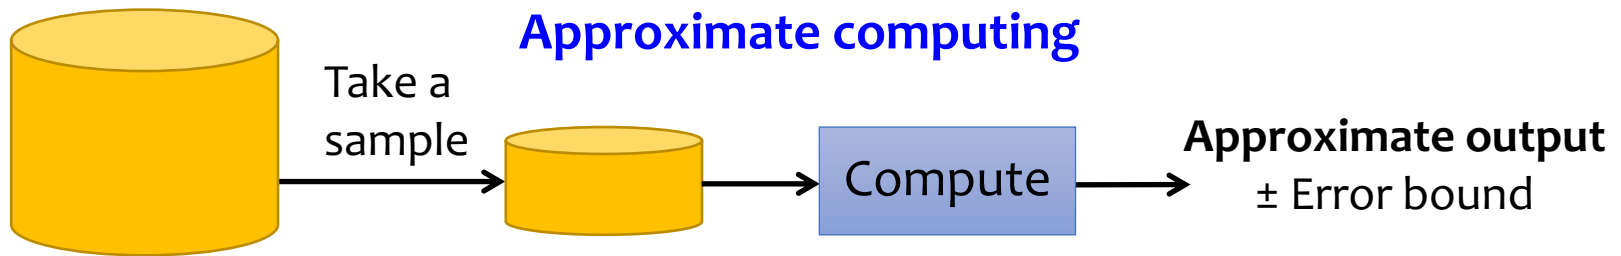 Approximate computing
Take a
sample
Compute
Approximate output
± Error bound